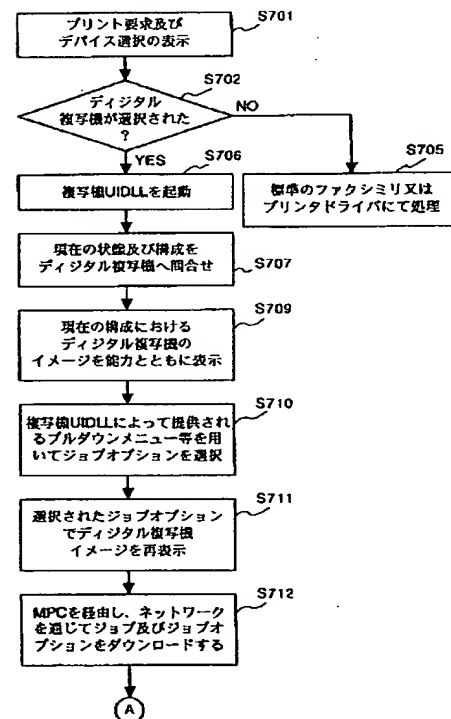 S701
プリント要求及び
デバイス選択の表示
S702
ディジタル
複写機が選択された
?
NO
YES
S706
S705
複写機UIDLLを起動
標準のファクシミリ又は
プリンタドライバにて処理
現在の状態及び構成を
ディジタル複写機へ問合せ
S707
S709
現在の構成における
ディジタル複写機の
イメージを能力とともに表示
S710
複写機UIDLLによって提供され
るプルダウンメニュー等を用
いてジョブオプションを選択
S711
選択されたジョブオプション
でディジタル複写機
イメージを再表示
S712
MPCを経由し、ネットワーク
を通じてジョブ及びジョブオ
プションをダウンロードする
A